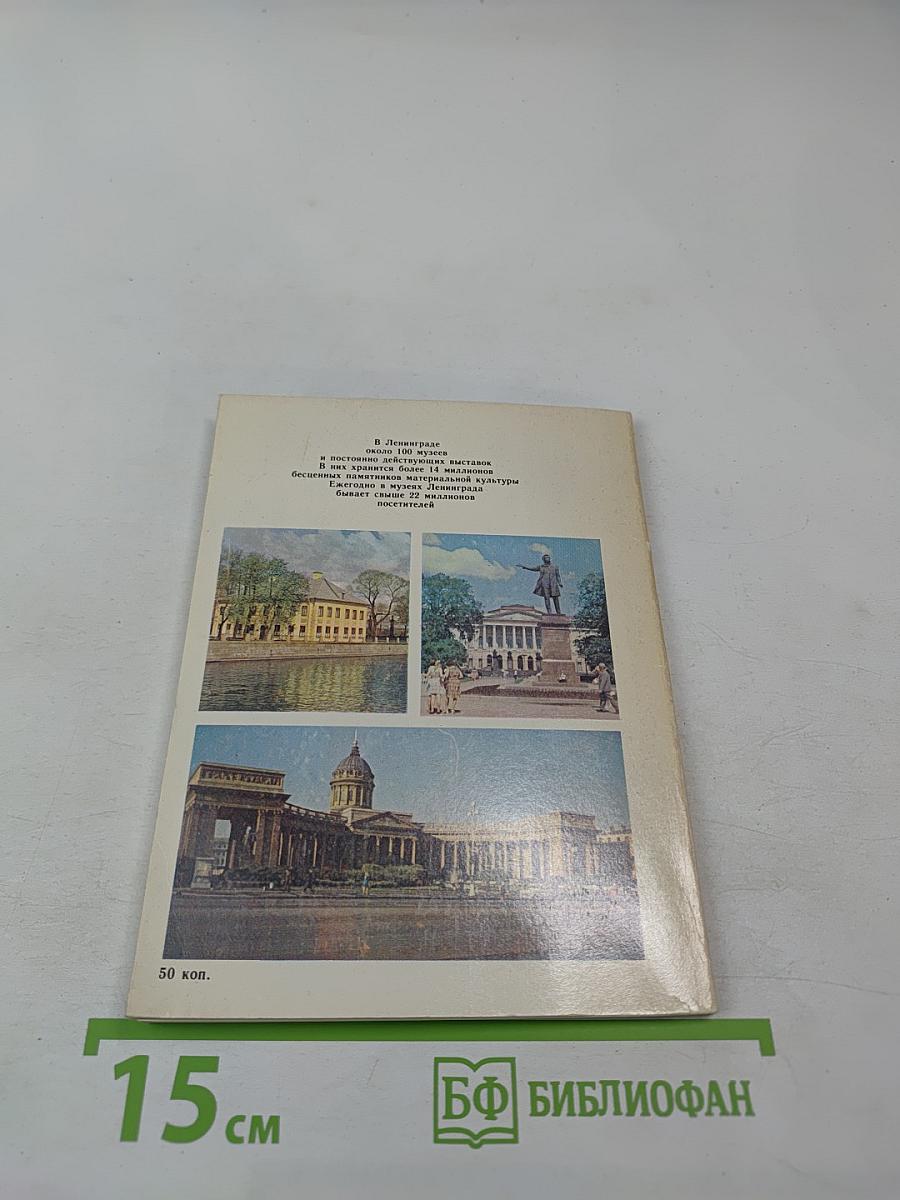 В Ленинграде
около 100 музеев
и постоянно действующих выставок
В них хранится более 14 миллионов
бесценных памятников материальной культуры
Ежегодно в музеях Ленинграда
бывает свыше 22 миллионов
посетителей
50 коп.
15 см
БФ БИБЛИОФАН